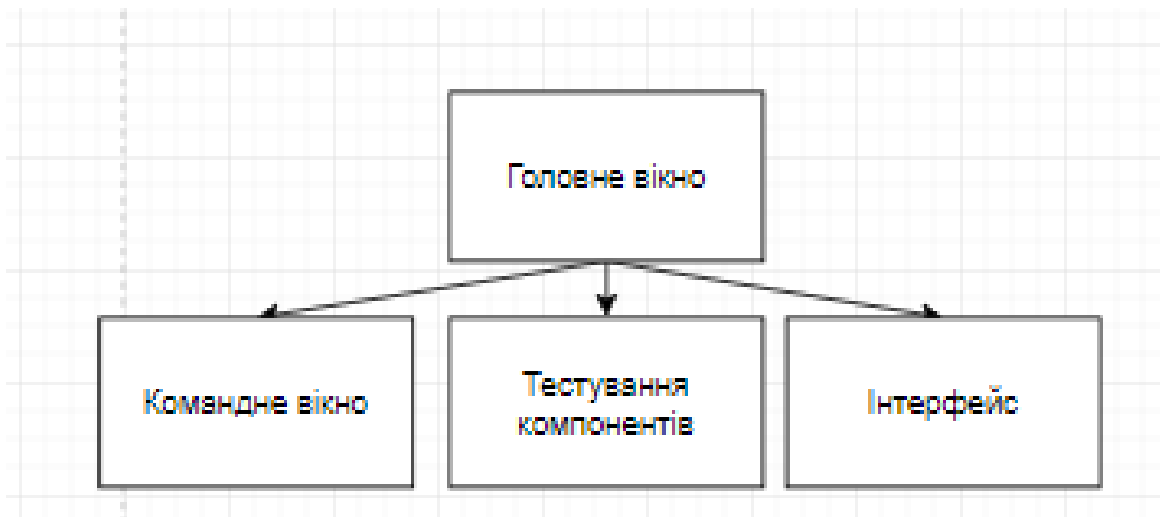 Головне вікно
Командне вікно
Тестування
компонентів
Інтерфейс